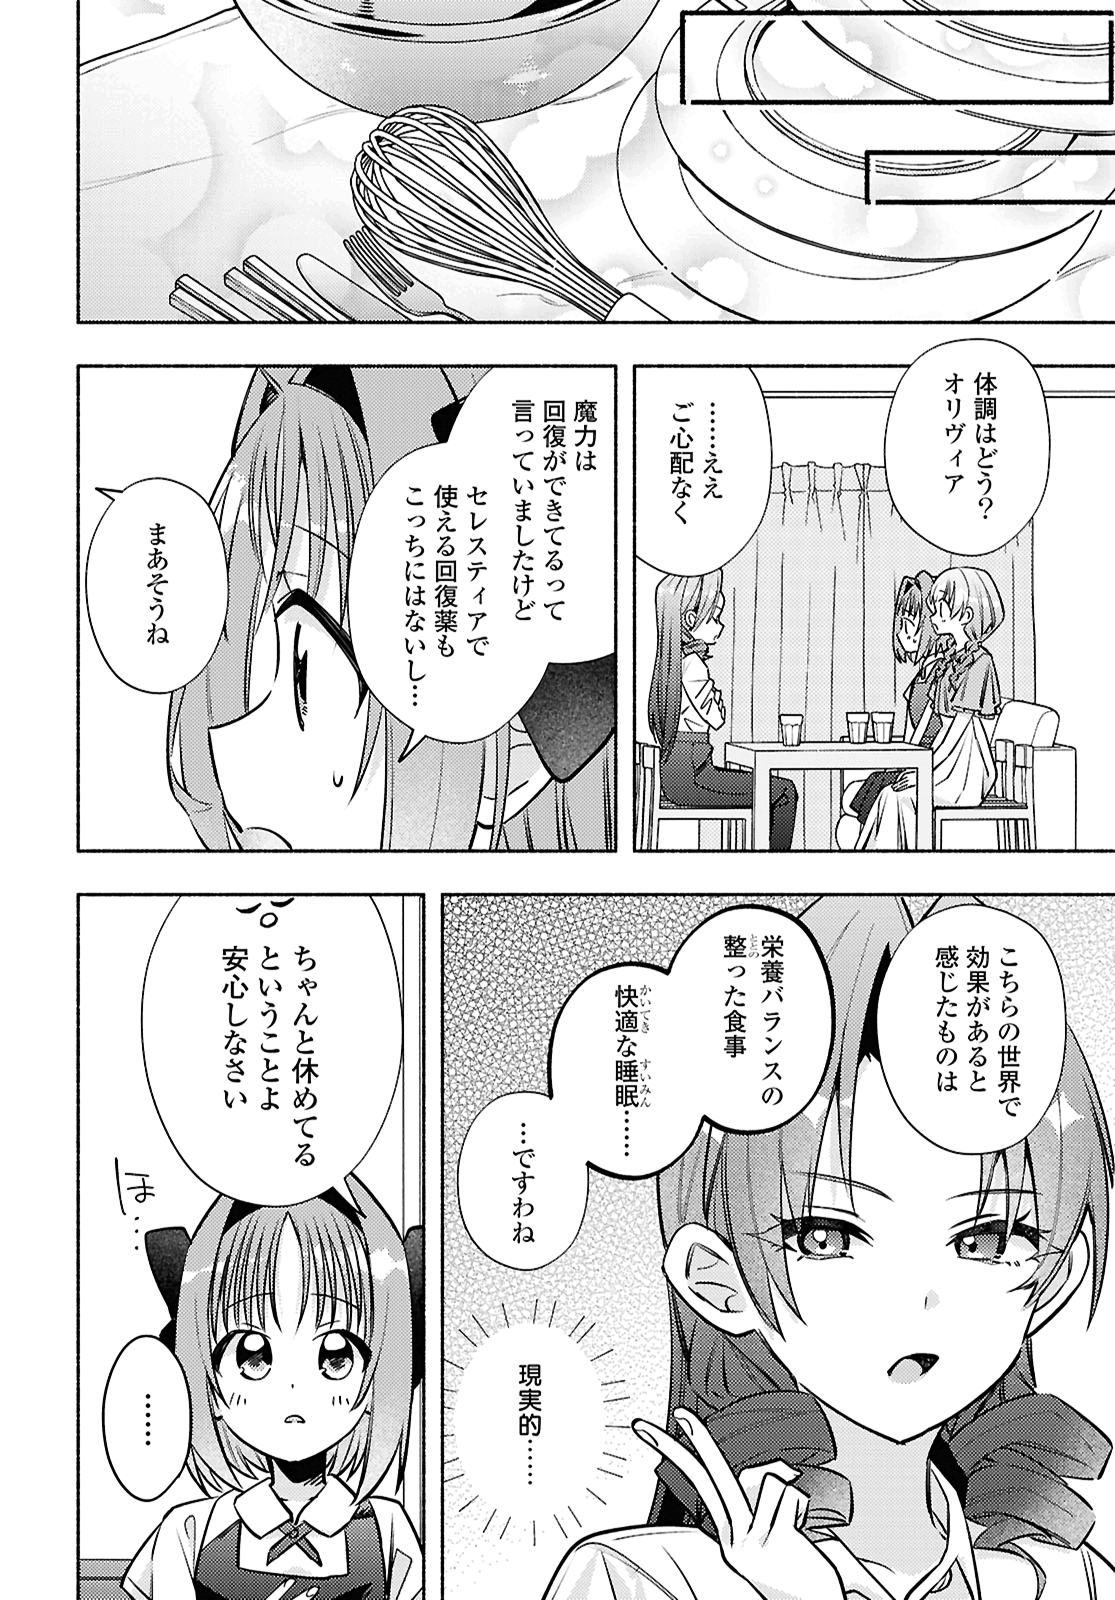 体調はどう?
オリヴィア
……ええ
ご心配なく
魔力は
回復ができてるって
言っていましたけど
セレスティアで
使える回復薬も
こっちにはないし…
まあそうね
こちらの世界で
効果があると
感じたものは
栄養バランスの
整った食事
快適な睡眠……
…ですわね
現実的……
ちゃんと休めてる
ということよ
安心しなさい
ほ…
……